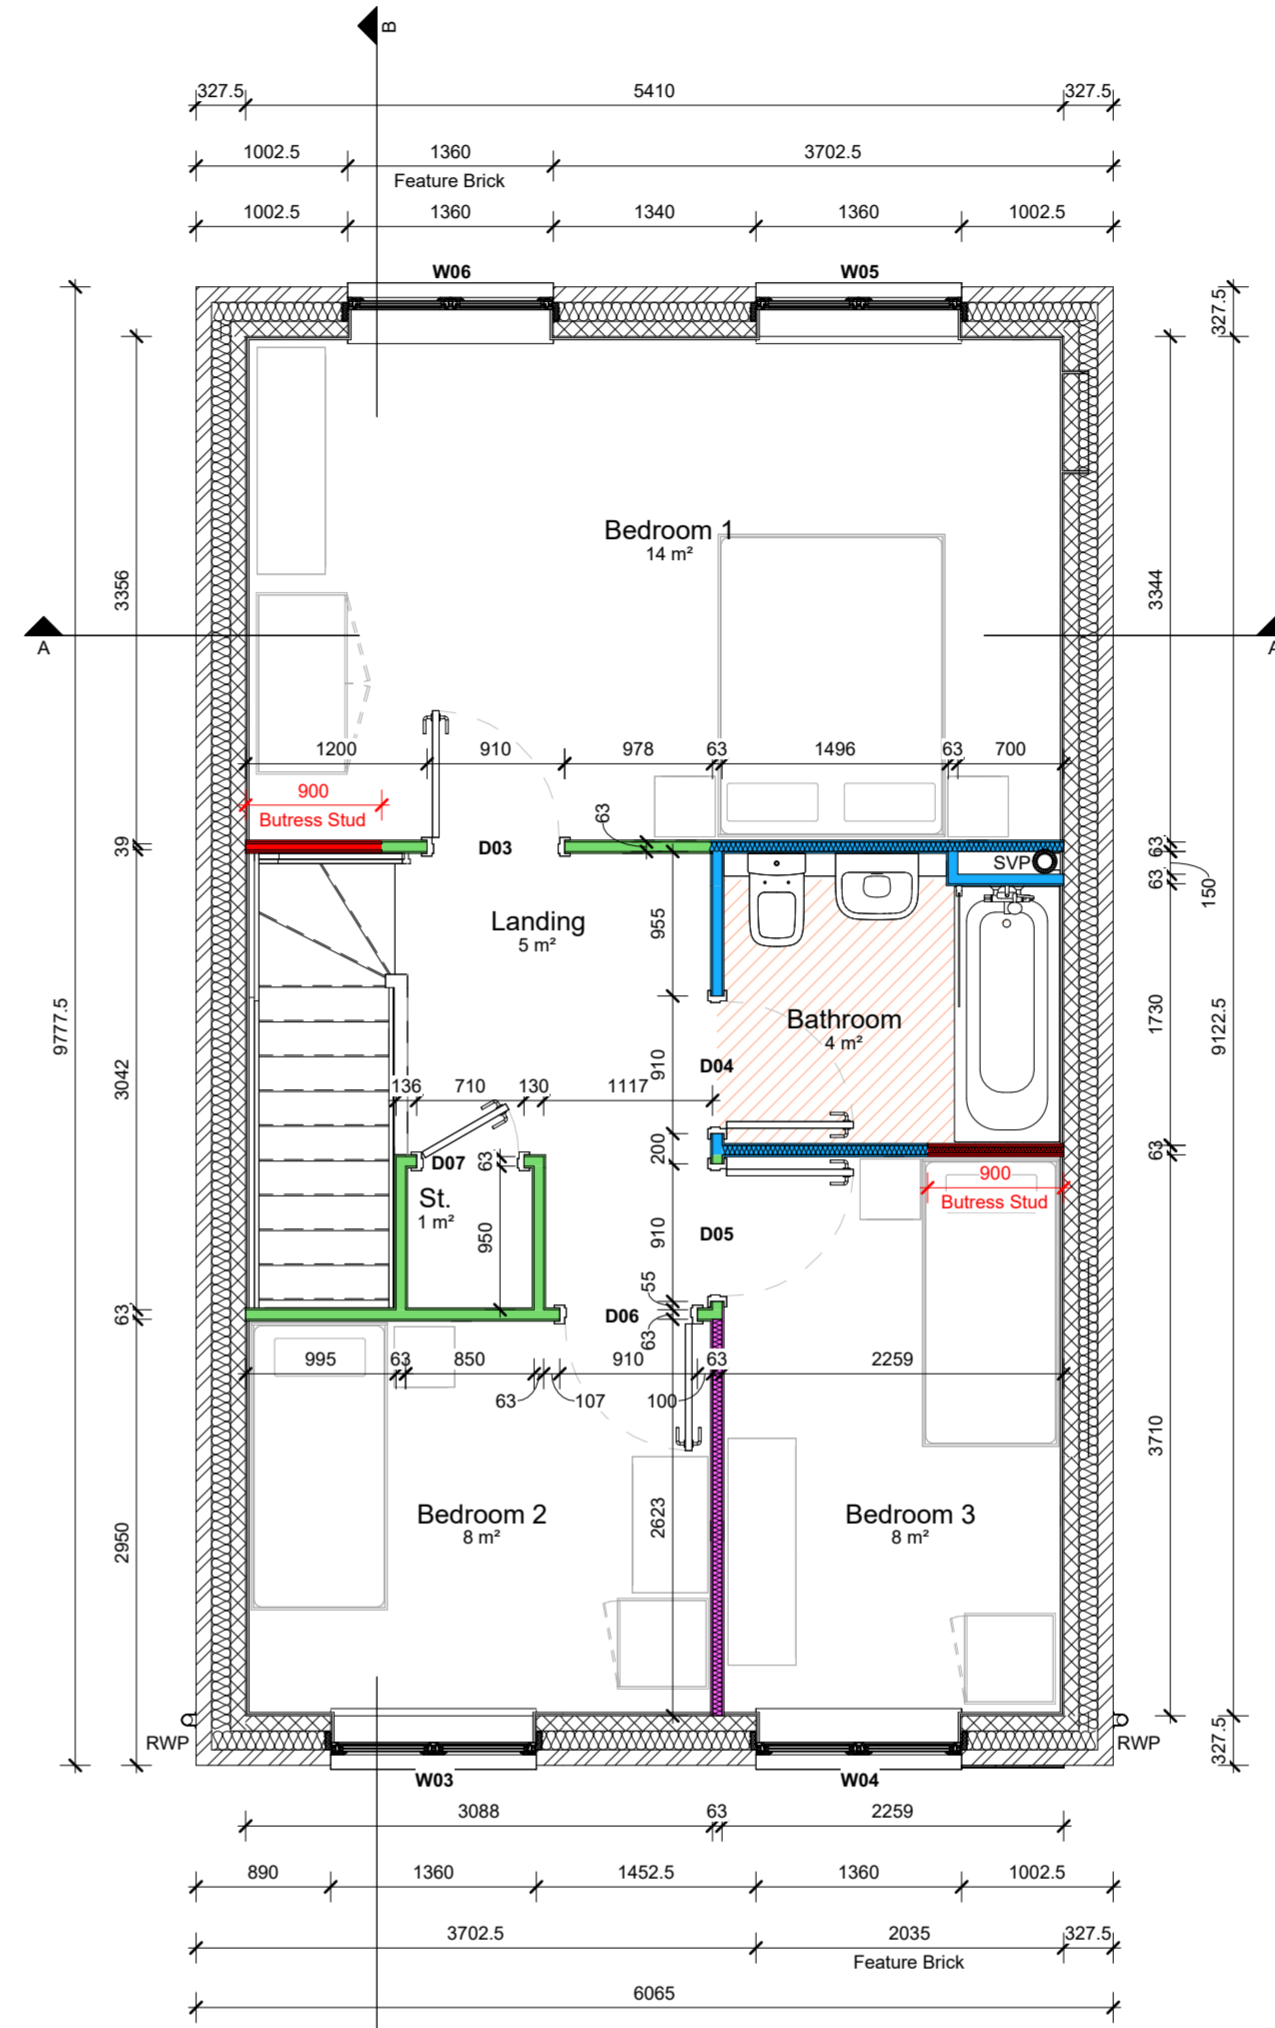 B
327.5 5410 327.5
1002.5 1360 3702.5
Feature Brick
1002.5 1360 1340 1360 1002.5
W06 W05
327.5
Bedroom 1
14 m²
3356
3344
A
A
1200 910 978 63 1496 63 700
900
Butress Stud
63
39
D03
63
SVP
63
150
Landing
5 m²
955
Bathroom
4 m²
9777.5
1730
9122.5
3042
910
D04
136 710 130 1117
200
63
D07
63
St.
1 m²
900
Butress Stud
950
910
D05
55
63
D06
63
995 63 850 910 63 2259
63 107 100
3710
2950
2623
Bedroom 2
8 m²
Bedroom 3
8 m²
RWP
RWP
327.5
W03 W04
3088 63 2259
890 1360 1452.5 1360 1002.5
3702.5 2035 327.5
Feature Brick
6065